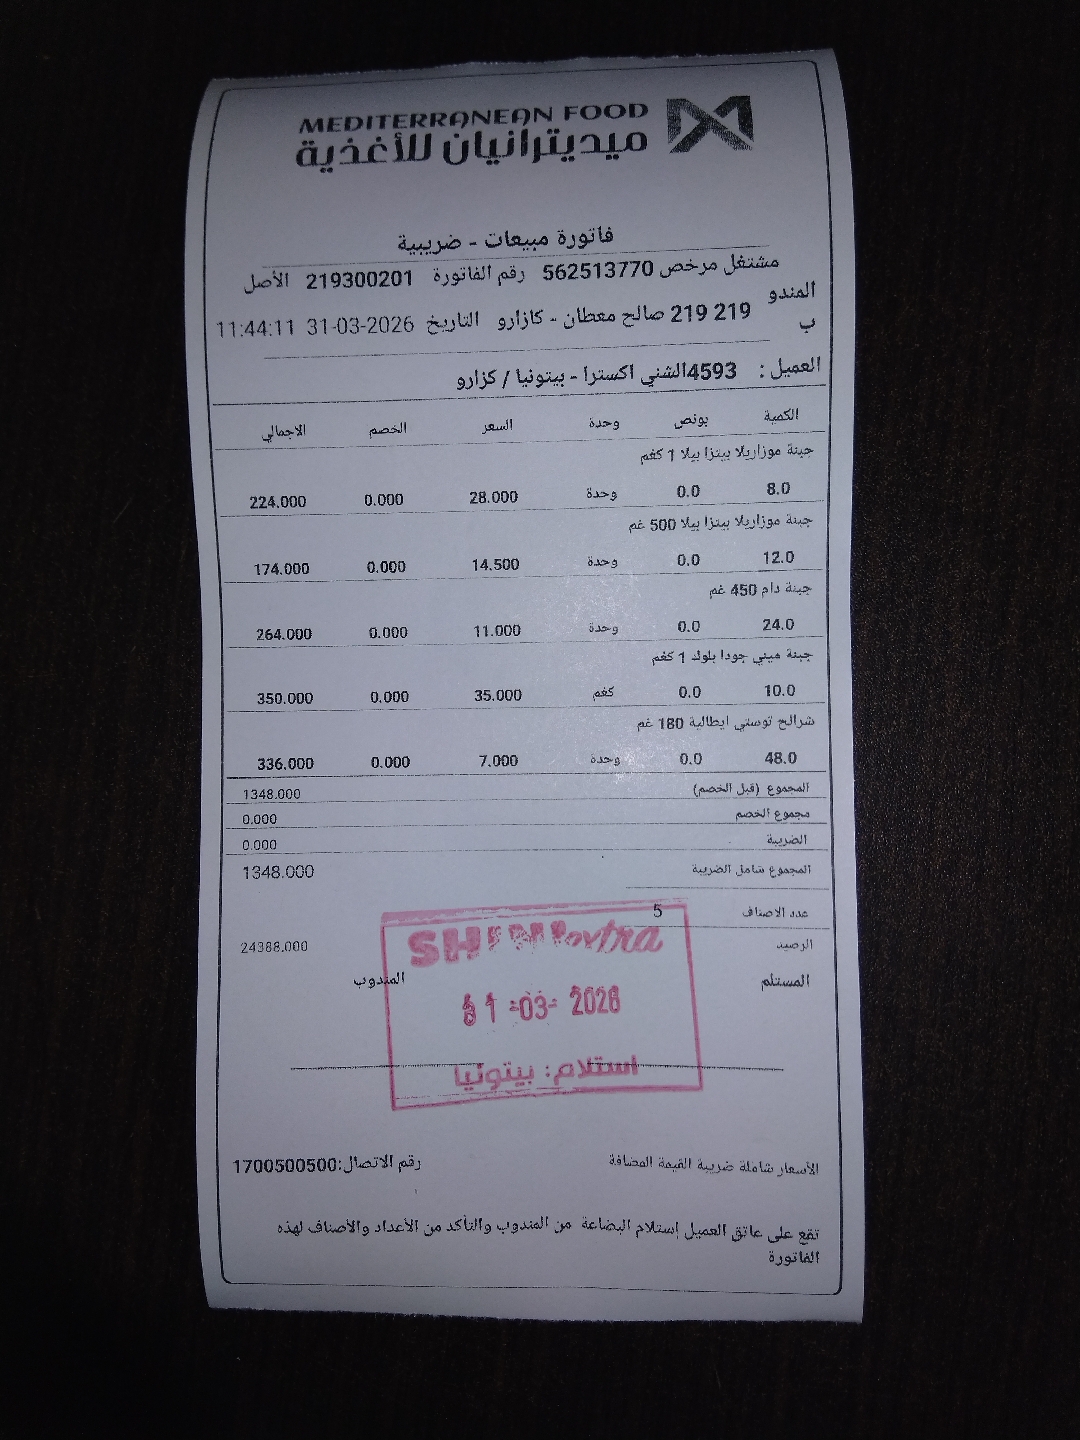 MEDITERRANEAN FOOD
ميديترانيان للأغذية
فاتورة مبيعات - ضريبية
مشتغل مرخص 562513770 رقم الفاتورة 219300201 الأصل
المندوب 219 219 صالح معطان - كازارو التاريخ 31-03-2026 11:44:11
العميل : 4593الشني اكسترا - بيتونيا / كزارو
الكمية بونص وحدة السعر الخصم الاجمالي
جبنة موزاريلا بيتزا بيلا 1 كغم
8.0 0.0 وحدة 28.000 0.000 224.000
جبنة موزاريلا بيتزا بيلا 500 غم
12.0 0.0 وحدة 14.500 0.000 174.000
جبنة دام 450 غم
24.0 0.0 وحدة 11.000 0.000 264.000
جبنة ميني جودا بلوك 1 كغم
10.0 0.0 كغم 35.000 0.000 350.000
شرائح توستي ايطالية 180 غم
48.0 0.0 وحدة 7.000 0.000 336.000
المجموع (قبل الخصم) 1348.000
مجموع الخصم 0.000
الضريبة 0.000
المجموع شامل الضريبة 1348.000
عدد الاصناف 5
الرصيد 24388.000
المستلم المندوب
SHINI extra
31 -03- 2026
استلام: بيتونيا
الأسعار شاملة ضريبة القيمة المضافة رقم الاتصال:1700500500
تقع على عاتق العميل إستلام البضاعة من المندوب والتأكد من الأعداد والأصناف لهذه
الفاتورة